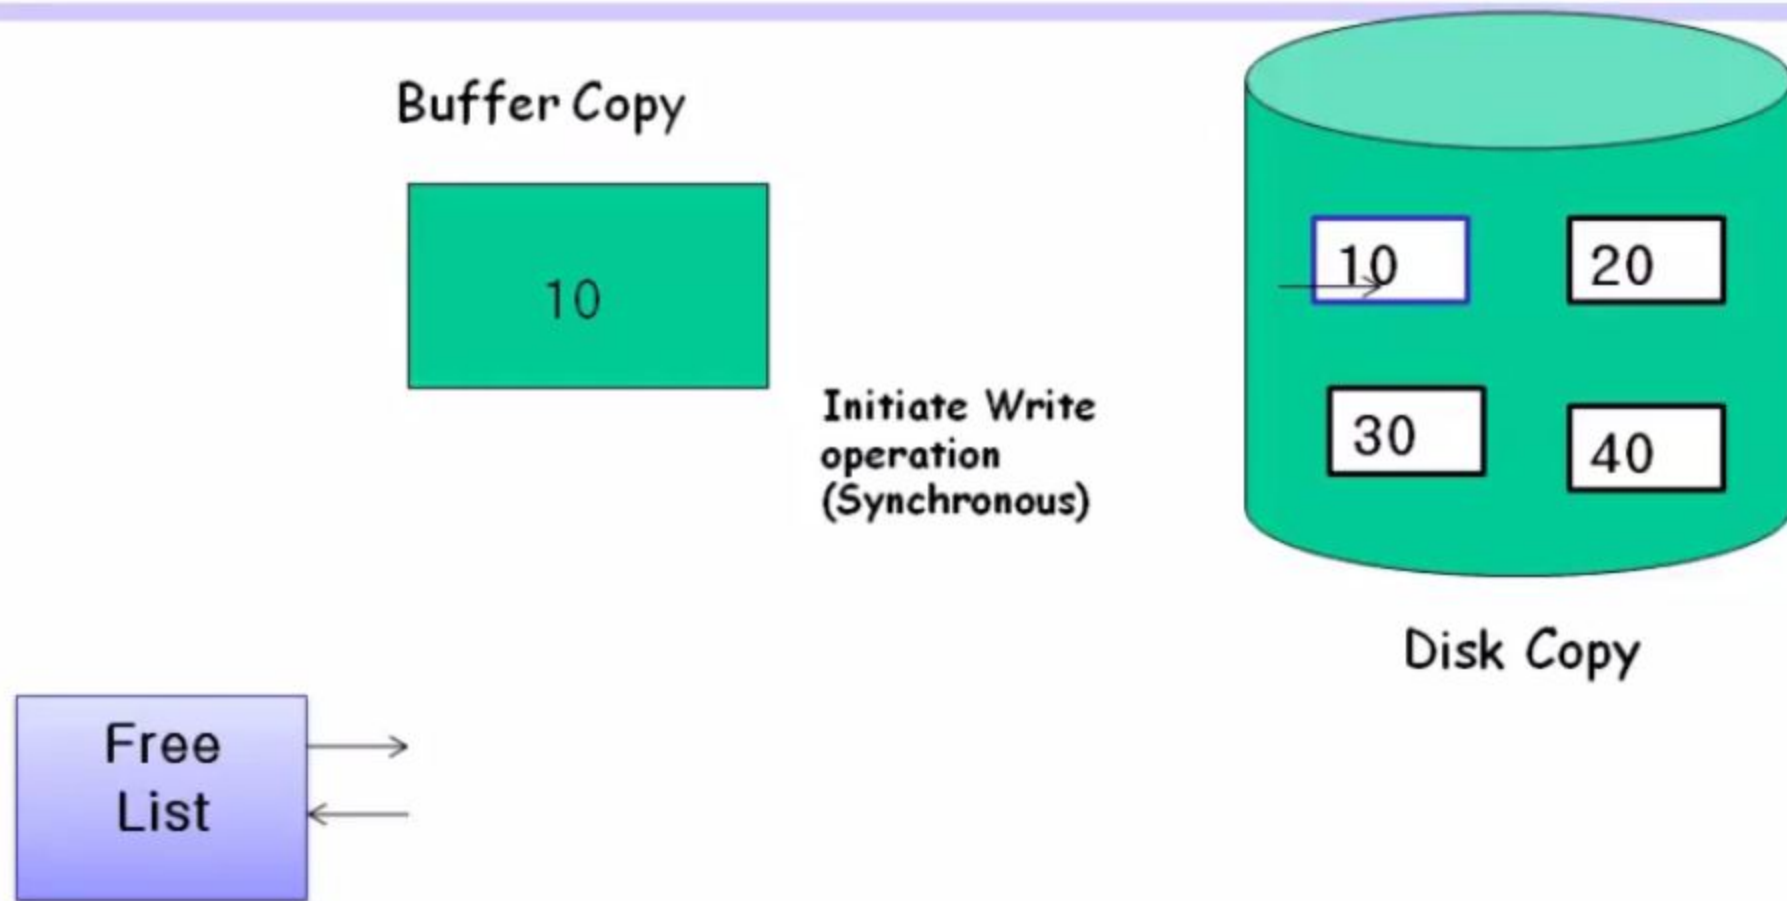 Buffer Copy
10
Initiate Write
operation
(Synchronous)
10
20
30
40
Disk Copy
Free
List